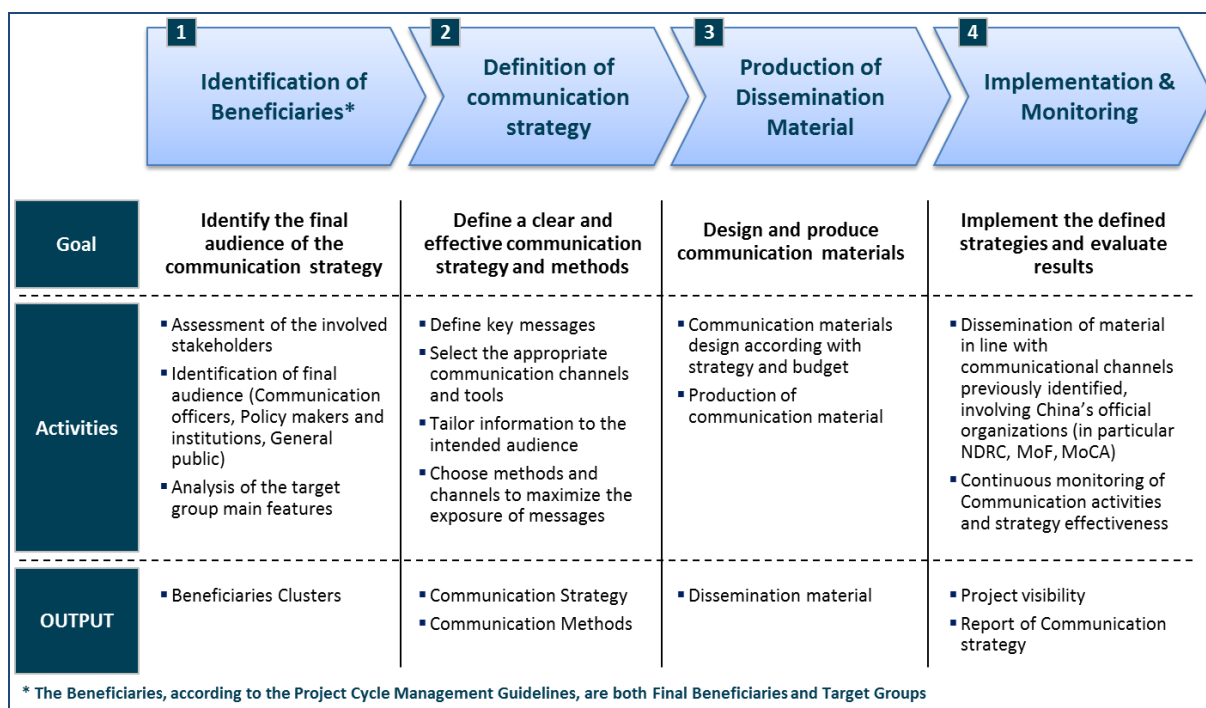 1
Identification of
Beneficiaries*
2
Definition of
communication
strategy
3
Production of
Dissemination
Material
4
Implementation &
Monitoring
Goal
Identify the final
audience of the
communication strategy
Define a clear and
effective communication
strategy and methods
Design and produce
communication materials
Implement the defined
strategies and evaluate
results
Activities
▪ Assessment of the involved
stakeholders
▪ Identification of final
audience (Communication
officers, Policy makers and
institutions, General
public)
▪ Analysis of the target
group main features
▪ Define key messages
▪ Select the appropriate
communication channels
and tools
▪ Tailor information to the
intended audience
▪ Choose methods and
channels to maximize the
exposure of messages
▪ Communication materials
design according with
strategy and budget
▪ Production of
communication material
▪ Dissemination of material
in line with
communicational channels
previously identified,
involving China's official
organizations (in particular
NDRC, MoF, MoCA)
▪ Continuous monitoring of
Communication activities
and strategy effectiveness
OUTPUT
▪ Beneficiaries Clusters
▪ Communication Strategy
▪ Communication Methods
▪ Dissemination material
▪ Project visibility
▪ Report of Communication
strategy
* The Beneficiaries, according to the Project Cycle Management Guidelines, are both Final Beneficiaries and Target Groups